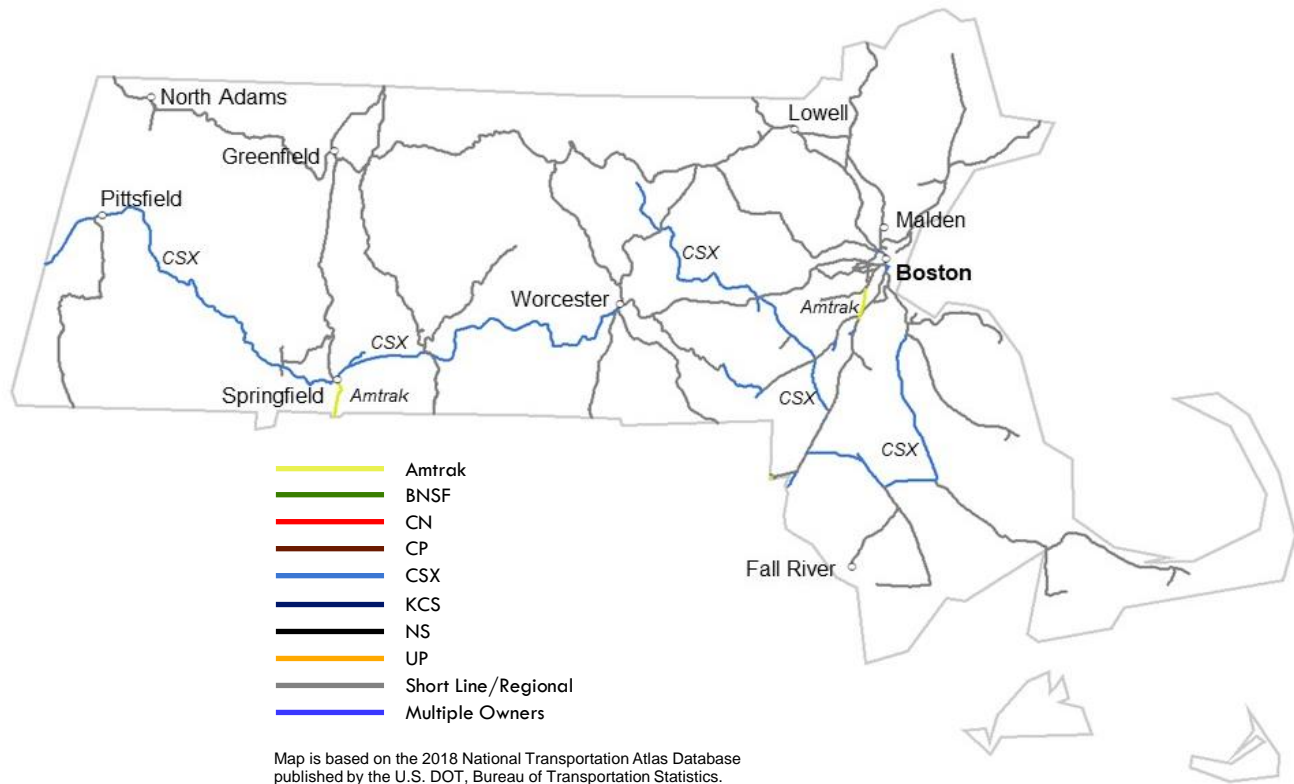 North Adams
Lowell
Greenfield
Pittsfield
Malden
CSX
CSX
Boston
Worcester
Amtrak
CSX
Springfield
Amtrak
CSX
CSX
Fall River
Amtrak
BNSF
CN
CP
CSX
KCS
NS
UP
Short Line/Regional
Multiple Owners
Map is based on the 2018 National Transportation Atlas Database
published by the U.S. DOT, Bureau of Transportation Statistics.